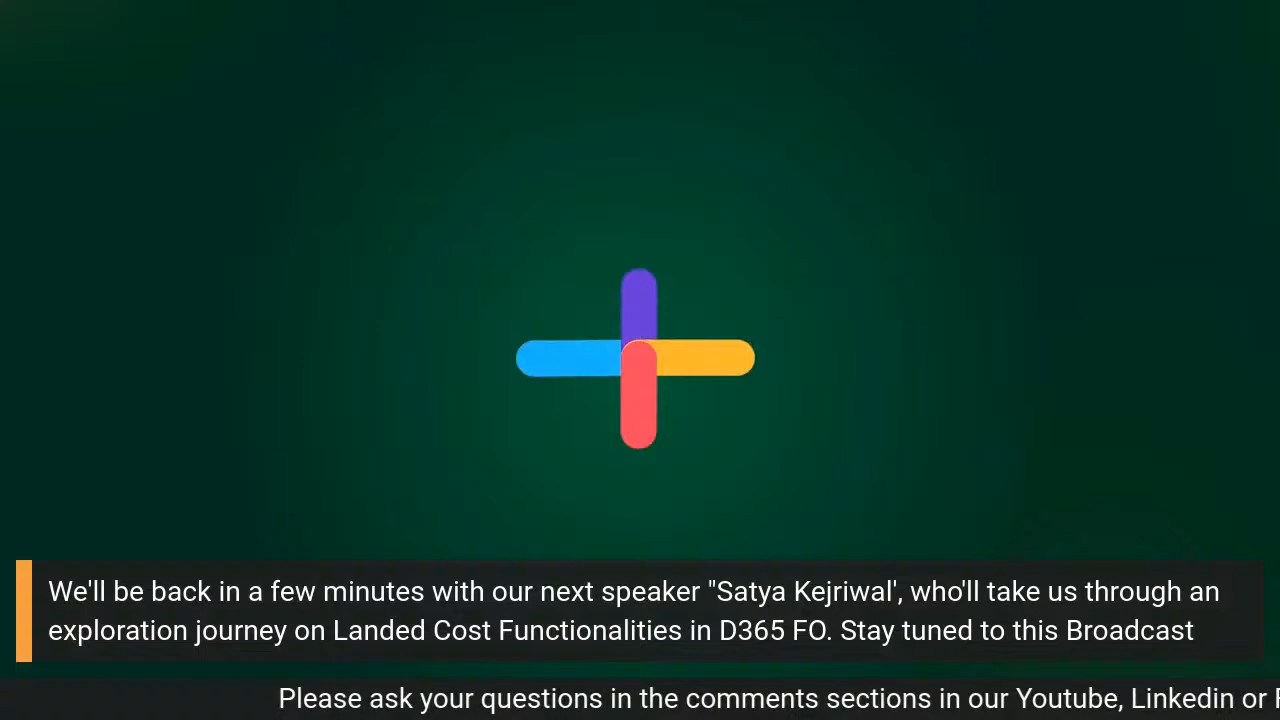 We'll be back in a few minutes with our next speaker "Satya Kejriwal', who'll take us through an
exploration journey on Landed Cost Functionalities in D365 FO. Stay tuned to this Broadcast
Please ask your questions in the comments sections in our Youtube, Linkedin or